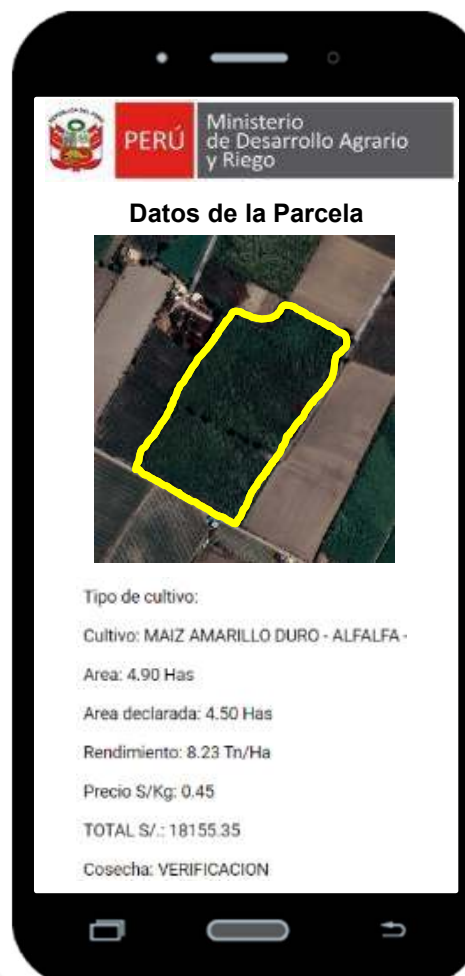 PERÚ
Ministerio
de Desarrollo Agrario
y Riego
Datos de la Parcela
Tipo de cultivo:
Cultivo: MAIZ AMARILLO DURO - ALFALFA -
Area: 4.90 Has
Area declarada: 4.50 Has
Rendimiento: 8.23 Tn/Ha
Precio S/Kg: 0.45
TOTAL S/.: 18155.35
Cosecha: VERIFICACION